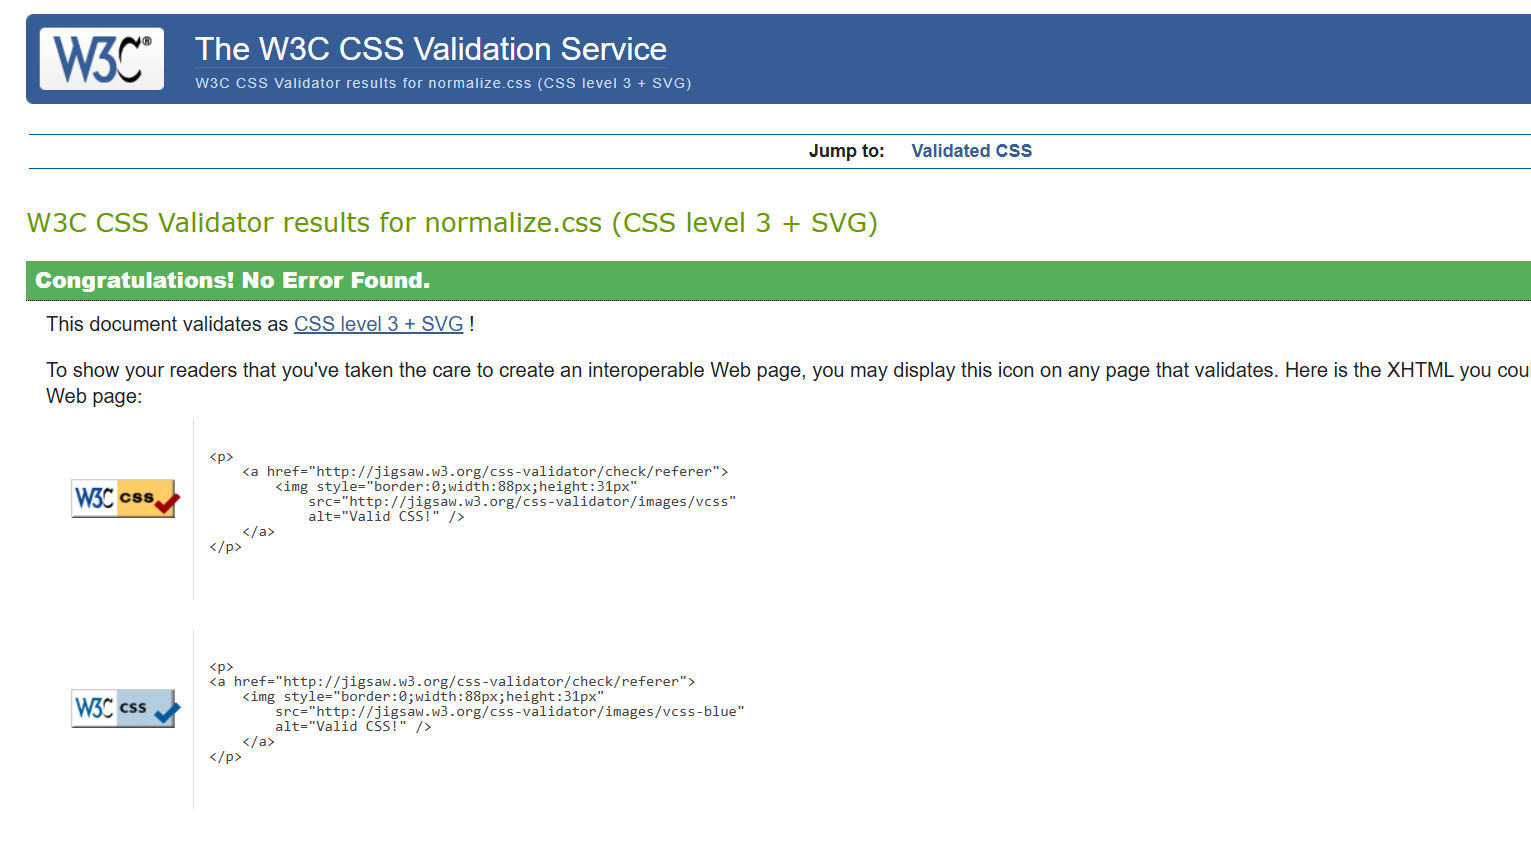 W3C®
The W3C CSS Validation Service
W3C CSS Validator results for normalize.css (CSS level 3 + SVG)
Jump to: Validated CSS
W3C CSS Validator results for normalize.css (CSS level 3 + SVG)
Congratulations! No Error Found.
This document validates as CSS level 3 + SVG !
To show your readers that you've taken the care to create an interoperable Web page, you may display this icon on any page that validates. Here is the XHTML you
Web page:
W3C css
<p>
<a href="http://jigsaw.w3.org/css-validator/check/referer">
<img style="border:0;width:88px;height:31px"
src="http://jigsaw.w3.org/css-validator/images/vcss"
alt="Valid CSS!" />
</a>
</p>
W3C css
<p>
<a href="http://jigsaw.w3.org/css-validator/check/referer">
<img style="border:0;width:88px;height:31px"
src="http://jigsaw.w3.org/css-validator/images/vcss-blue"
alt="Valid CSS!" />
</a>
</p>